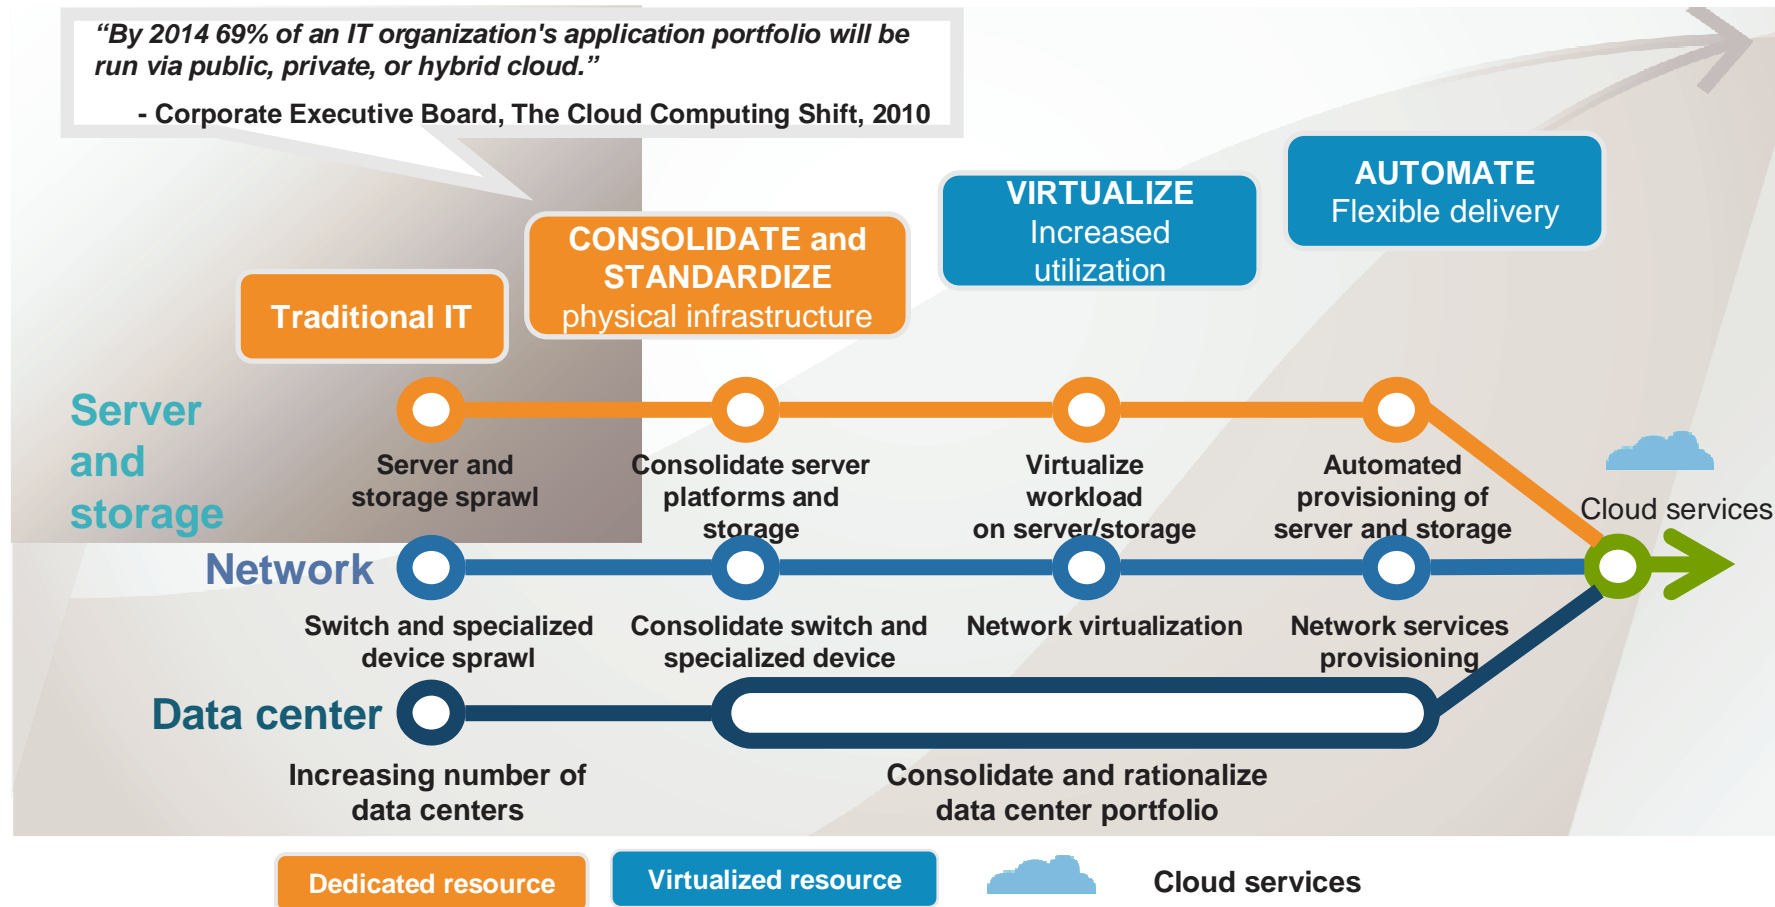 “By 2014 69% of an IT organization's application portfolio will be
run via public, private, or hybrid cloud.”
- Corporate Executive Board, The Cloud Computing Shift, 2010
Traditional IT
CONSOLIDATE and
STANDARDIZE
physical infrastructure
VIRTUALIZE
Increased
utilization
AUTOMATE
Flexible delivery
Server
and
storage
Server and
storage sprawl
Consolidate server
platforms and
storage
Virtualize
workload
on server/storage
Automated
provisioning of
server and storage
Cloud services
Network
Switch and specialized
device sprawl
Consolidate switch and
specialized device
Network virtualization
Network services
provisioning
Data center
Increasing number of
data centers
Consolidate and rationalize
data center portfolio
Dedicated resource
Virtualized resource
Cloud services